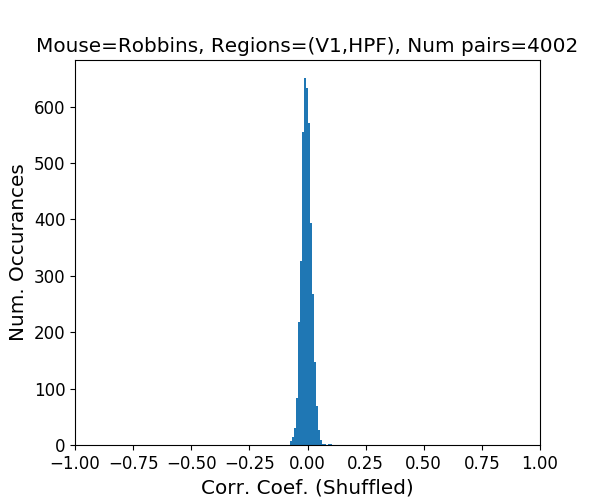 Mouse=Robbins, Regions=(V1,HPF), Num pairs=4002
Num. Occurances
600
500
400
300
200
100
0
−1.00 −0.75 −0.50 −0.25 0.00 0.25 0.50 0.75 1.00
Corr. Coef. (Shuffled)